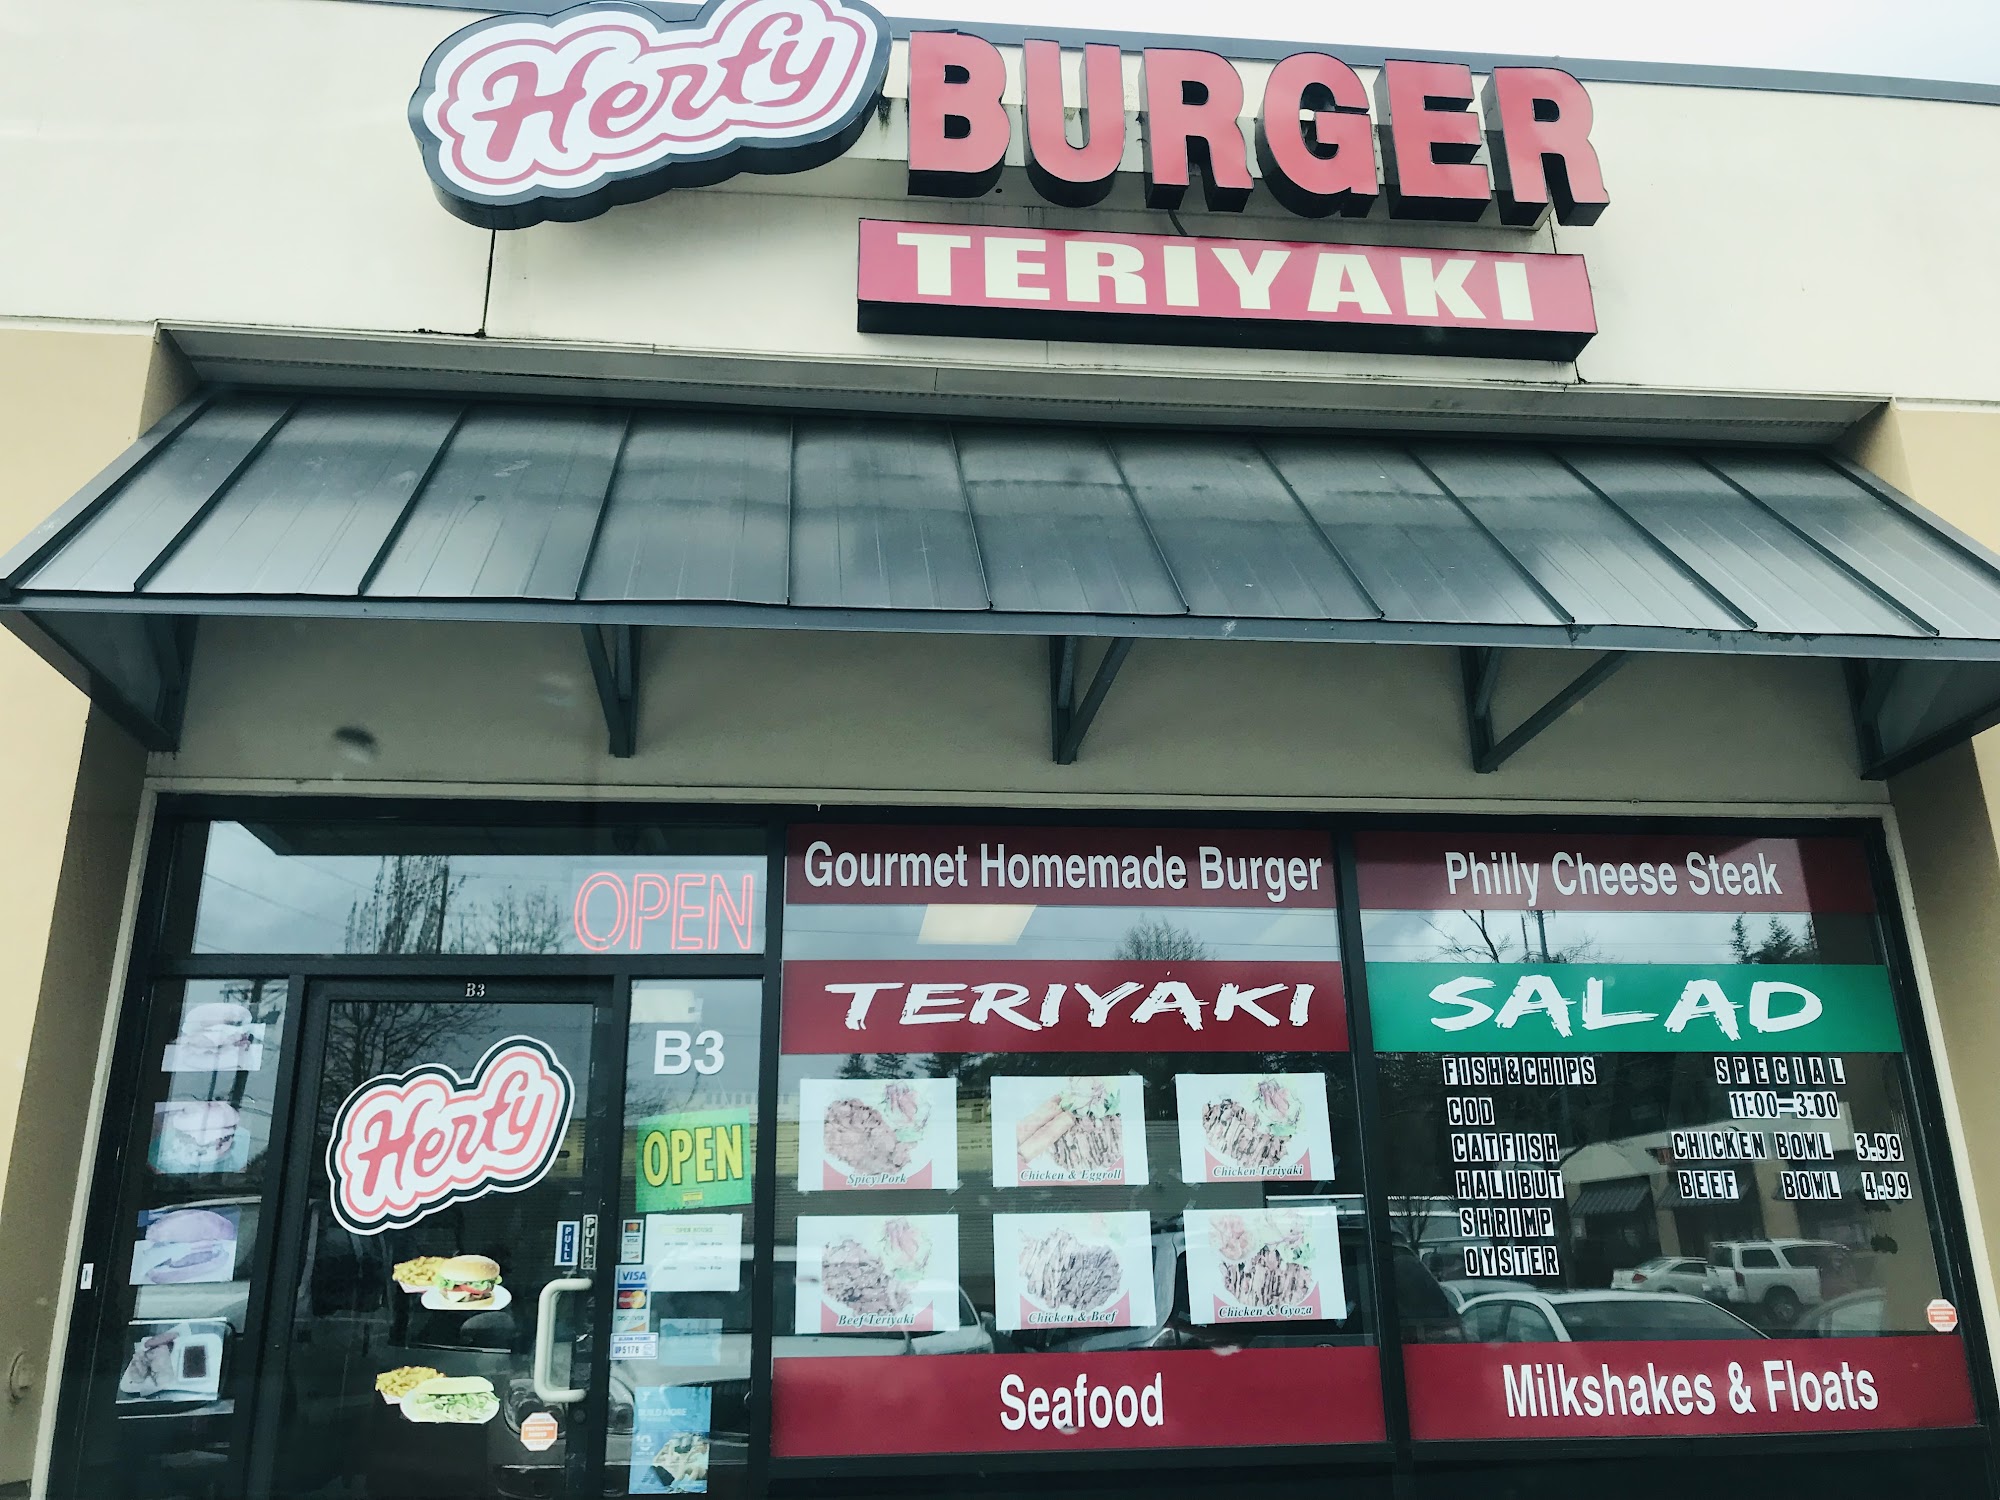 Herfy
BURGER
TERIYAKI
Gourmet Homemade Burger
Philly Cheese Steak
OPEN
TERIYAKI
SALAD
B3
B3
Herfy
OPEN
PULL
PULL
VISA
UP5178
Spicy Pork
Chicken & Eggroll
Chicken Teriyaki
Beef Teriyaki
Chicken & Beef
Chicken & Gyoza
FISH&CHIPS
COD
CATFISH
HALIBUT
SHRIMP
OYSTER
SPECIAL
11:00-3:00
CHICKEN BOWL 3.99
BEEF BOWL 4.99
Seafood
Milkshakes & Floats